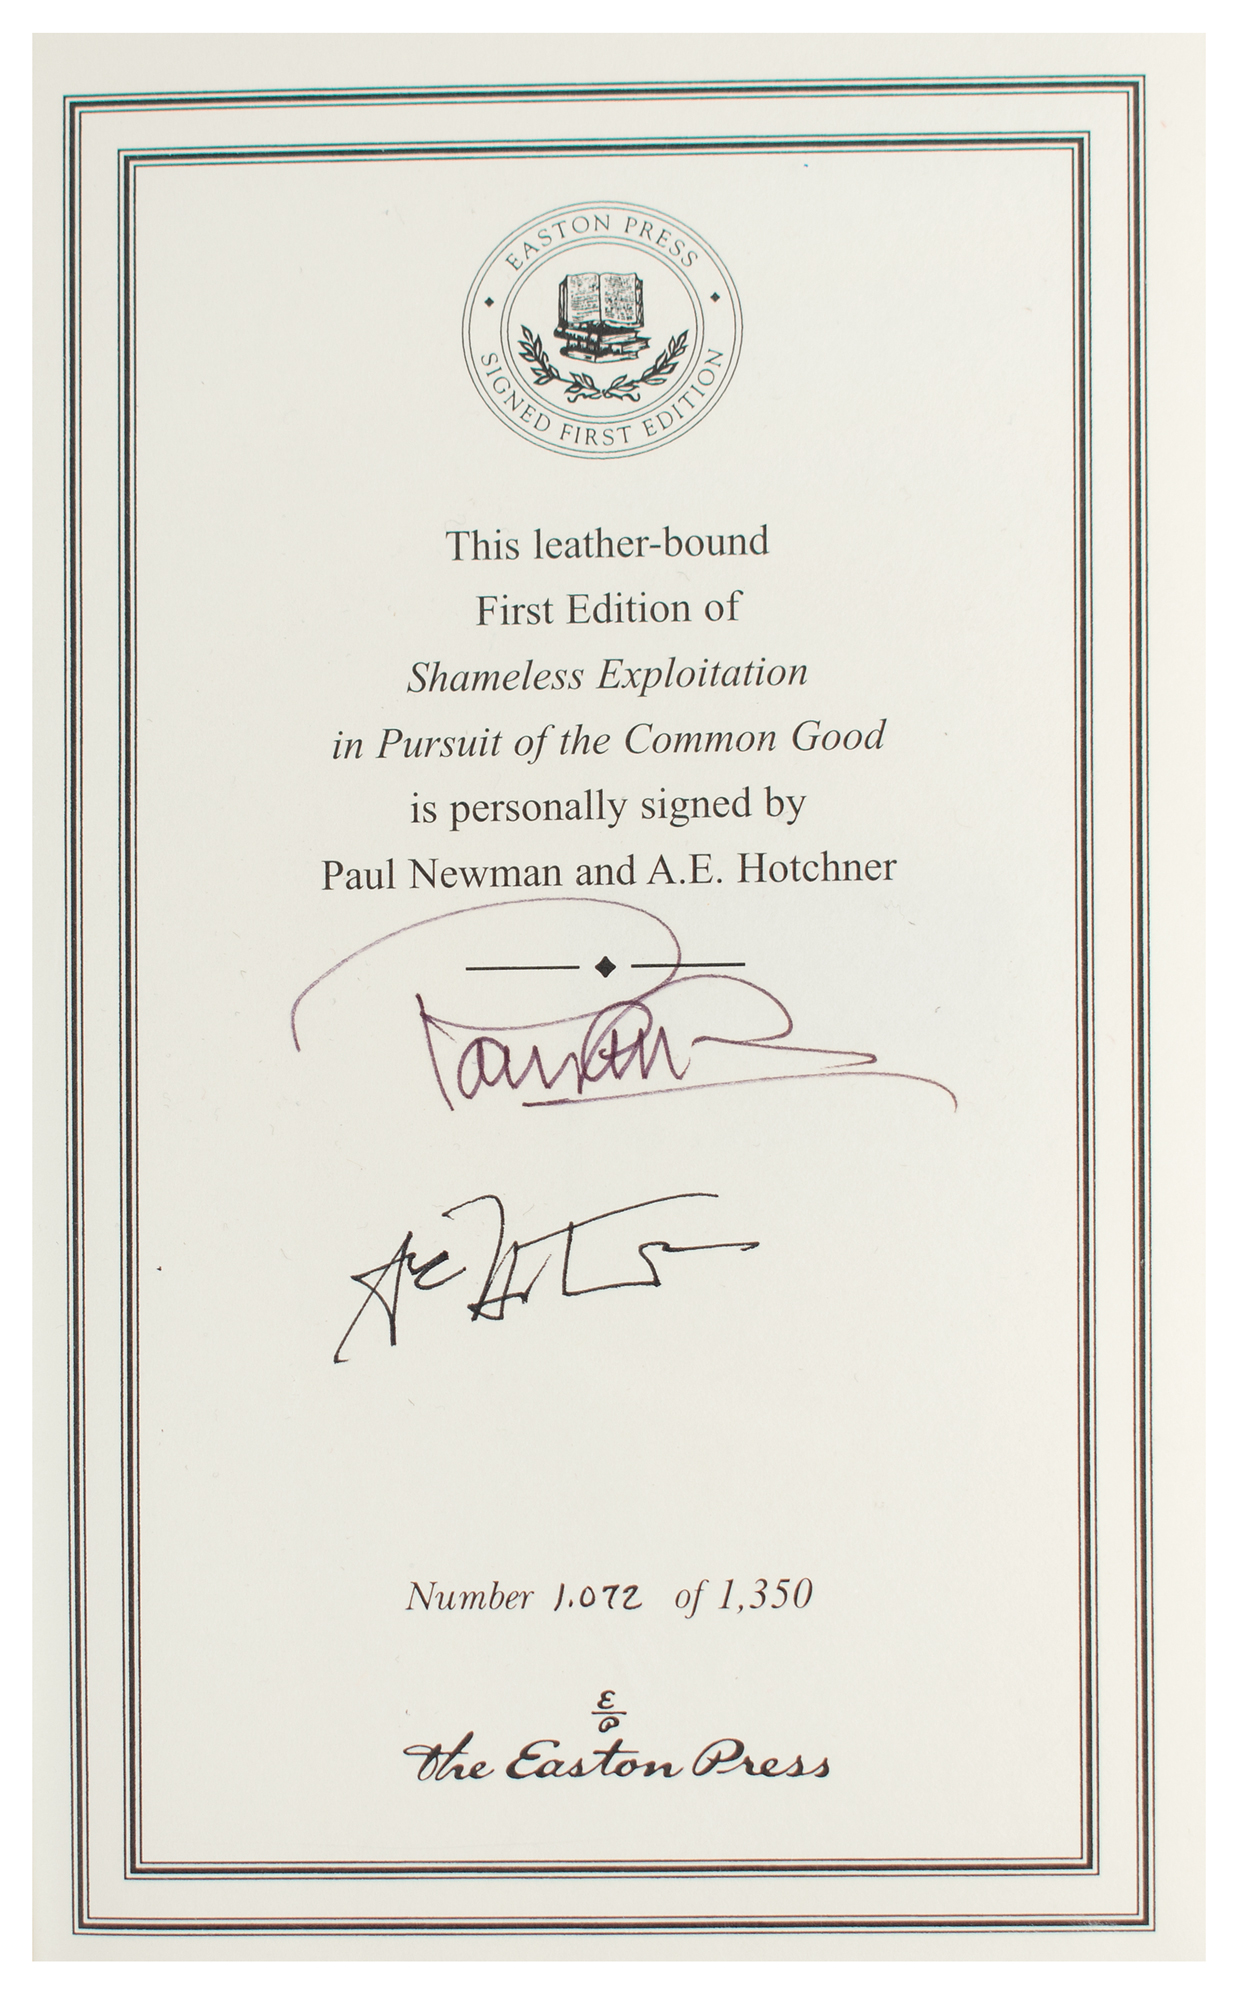 EASTON PRESS
SIGNED FIRST EDITION
This leather-bound
First Edition of
Shameless Exploitation
in Pursuit of the Common Good
is personally signed by
Paul Newman and A.E. Hotchner
Number 1.072 of 1,350
E
P
The Easton Press